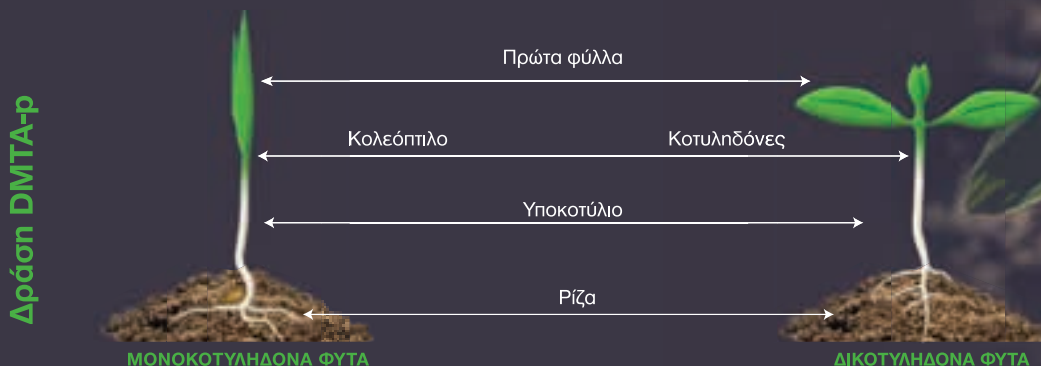 Δράση DMTA-p
Πρώτα φύλλα
Κολεόπτιλο
Κοτυληδόνες
Υποκοτύλιο
Ρίζα
ΜΟΝΟΚΟΤΥΛΗΔΟΝΑ ΦΥΤΑ
ΔΙΚΟΤΥΛΗΔΟΝΑ ΦΥΤΑ